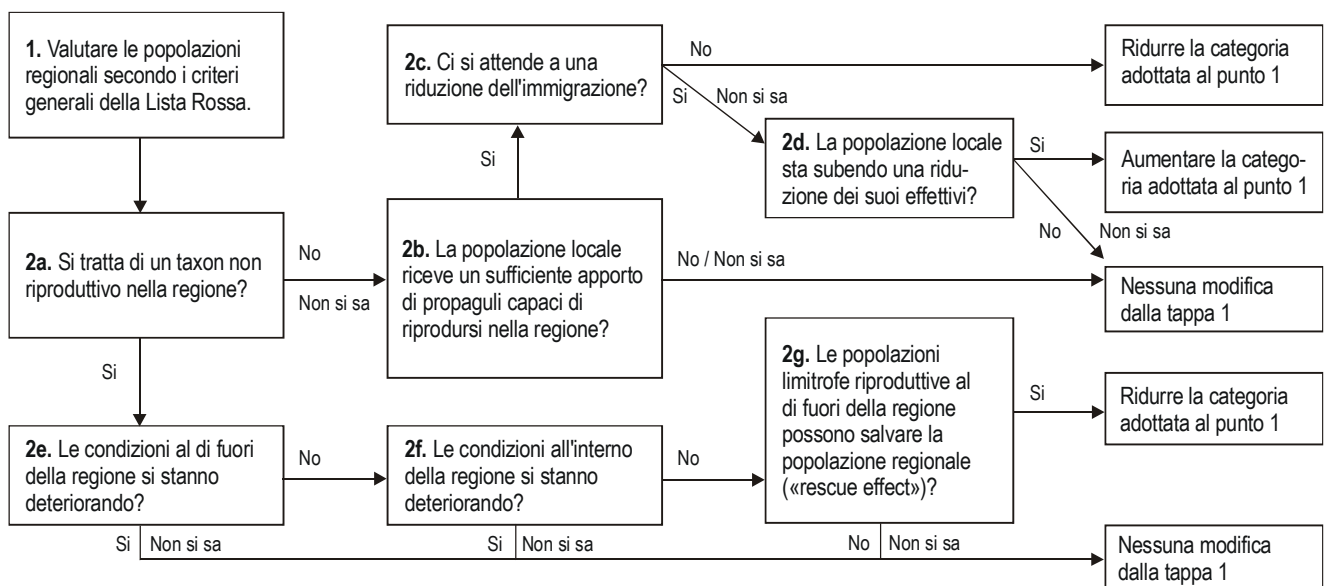 1. Valutare le popolazioni
regionali secondo i criteri
generali della Lista Rossa.
2a. Si tratta di un taxon non
riproduttivo nella regione?
No
Non si sa
Si
2b. La popolazione locale
riceve un sufficiente apporto
di propaguli capaci di
riprodursi nella regione?
Si
No / Non si sa
2c. Ci si attende a una
riduzione dell'immigrazione?
No
Si
Non si sa
Ridurre la categoria
adottata al punto 1
2d. La popolazione locale
sta subendo una ridu-
zione dei suoi effettivi?
Si
No
Non si sa
Aumentare la catego-
ria adottata al punto 1
Nessuna modifica
dalla tappa 1
2e. Le condizioni al di fuori
della regione si stanno
deteriorando?
No
Si
Non si sa
2f. Le condizioni all'interno
della regione si stanno
deteriorando?
No
Si
Non si sa
2g. Le popolazioni
limitrofe riproduttive al
di fuori della regione
possono salvare la
popolazione regionale
(«rescue effect»)?
Si
No
Non si sa
Ridurre la categoria
adottata al punto 1
Nessuna modifica
dalla tappa 1